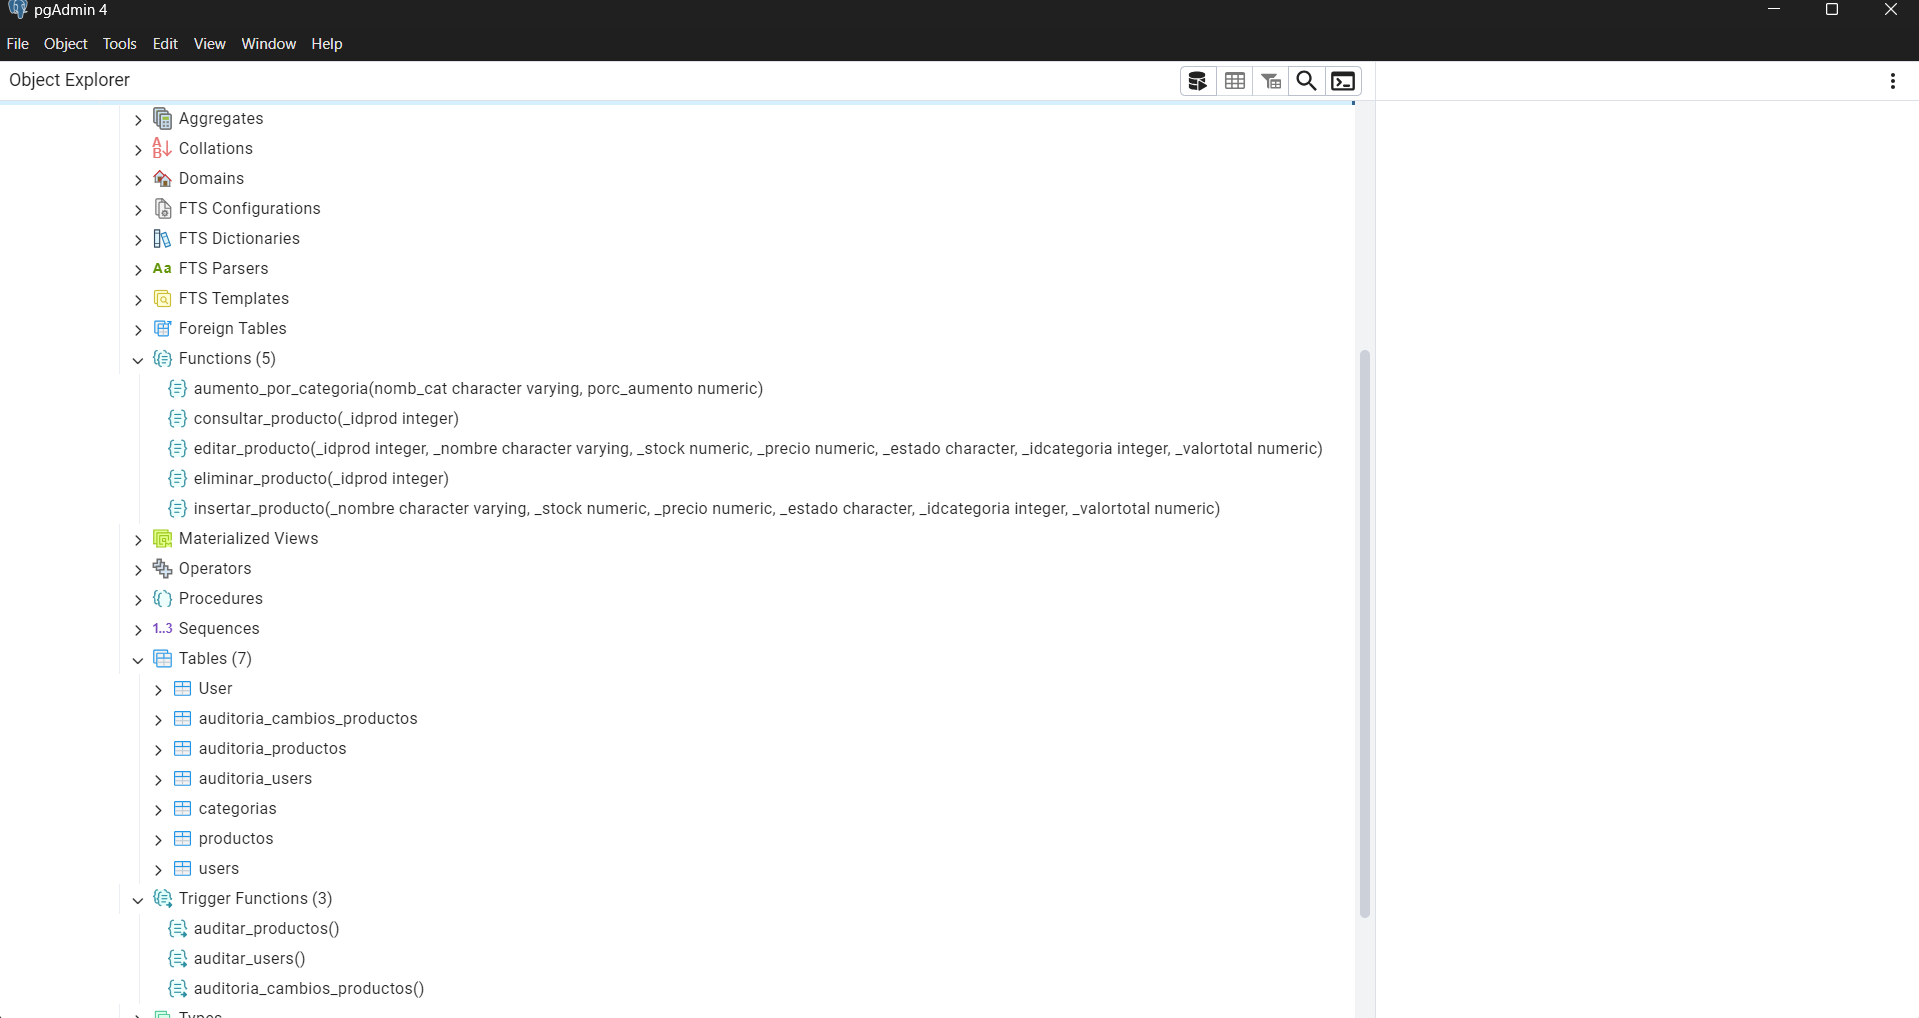 pgAdmin 4
File Object Tools Edit View Window Help
Object Explorer
Aggregates
Collations
Domains
FTS Configurations
FTS Dictionaries
Aa FTS Parsers
FTS Templates
Foreign Tables
Functions (5)
aumento_por_categoria(nomb_cat character varying, porc_aumento numeric)
consultar_producto(_idprod integer)
editar_producto(_idprod integer, _nombre character varying, _stock numeric, _precio numeric, _estado character, _idcategoria integer, _valortotal numeric)
eliminar_producto(_idprod integer)
insertar_producto(_nombre character varying, _stock numeric, _precio numeric, _estado character, _idcategoria integer, _valortotal numeric)
Materialized Views
Operators
Procedures
1..3 Sequences
Tables (7)
User
auditoria_cambios_productos
auditoria_productos
auditoria_users
categorias
productos
users
Trigger Functions (3)
auditar_productos()
auditar_users()
auditoria_cambios_productos()
Types